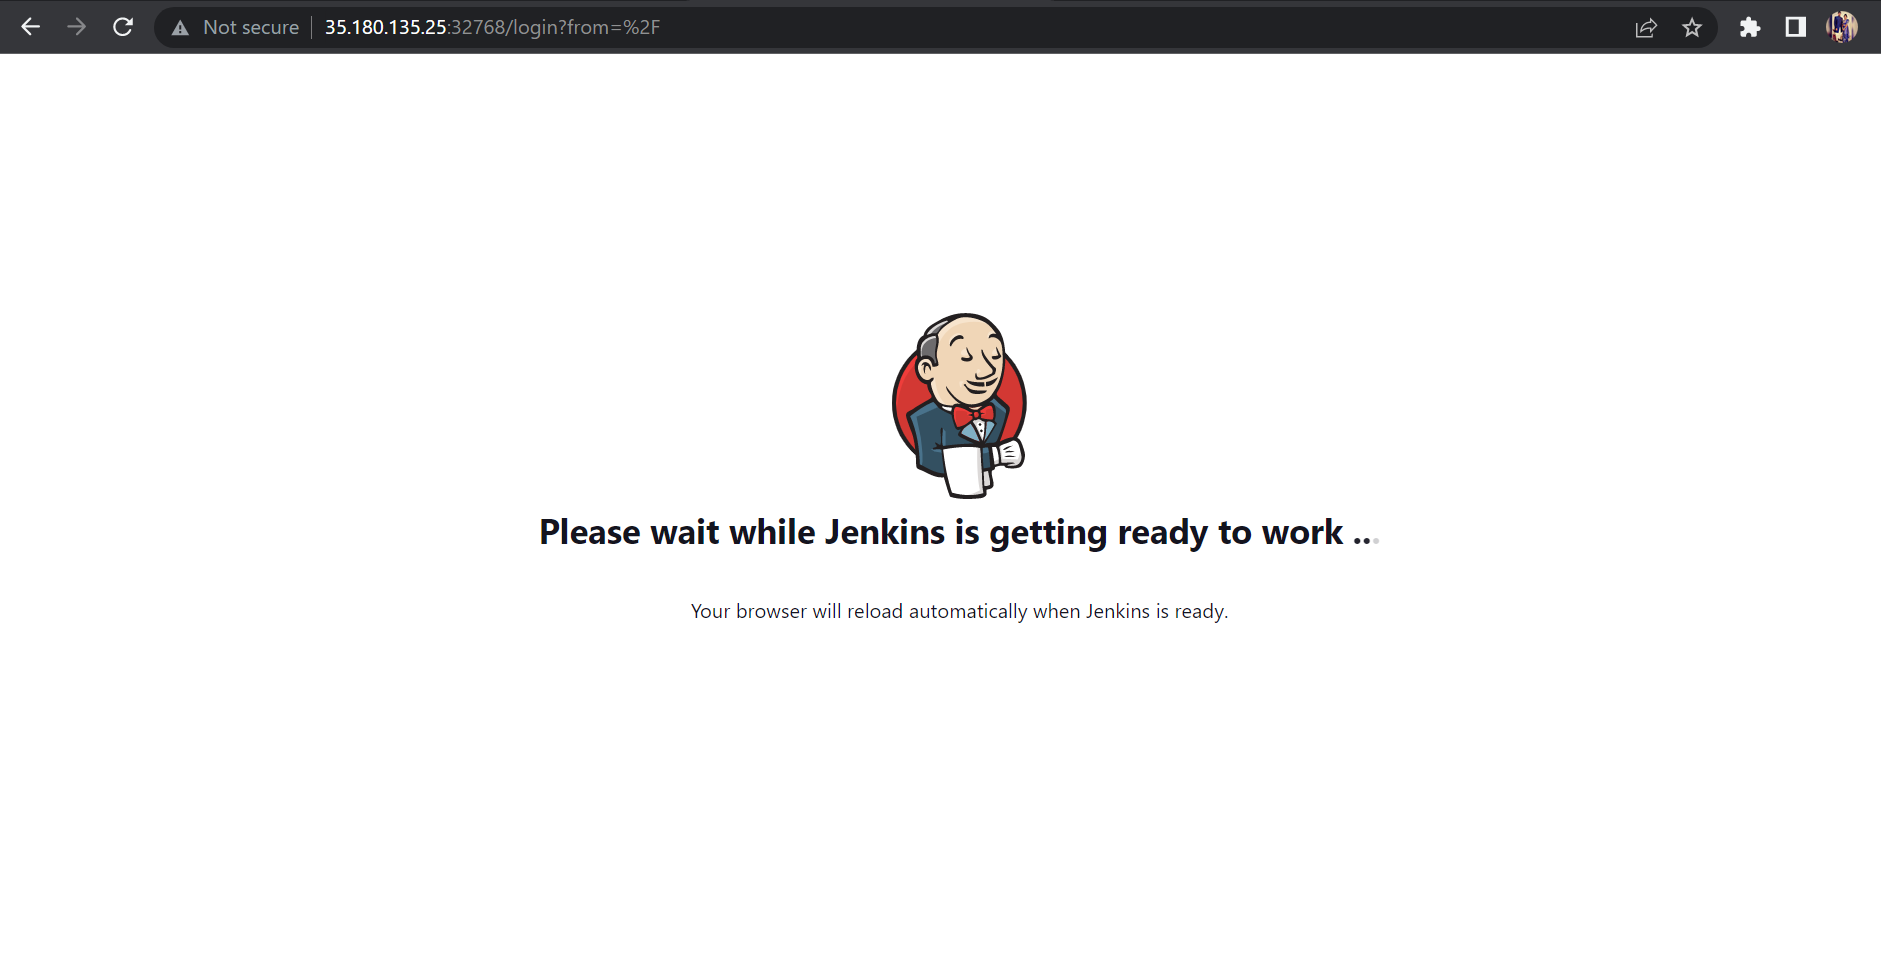 Not secure 35.180.135.25:32768/login?from=%2F
Please wait while Jenkins is getting ready to work ...
Your browser will reload automatically when Jenkins is ready.